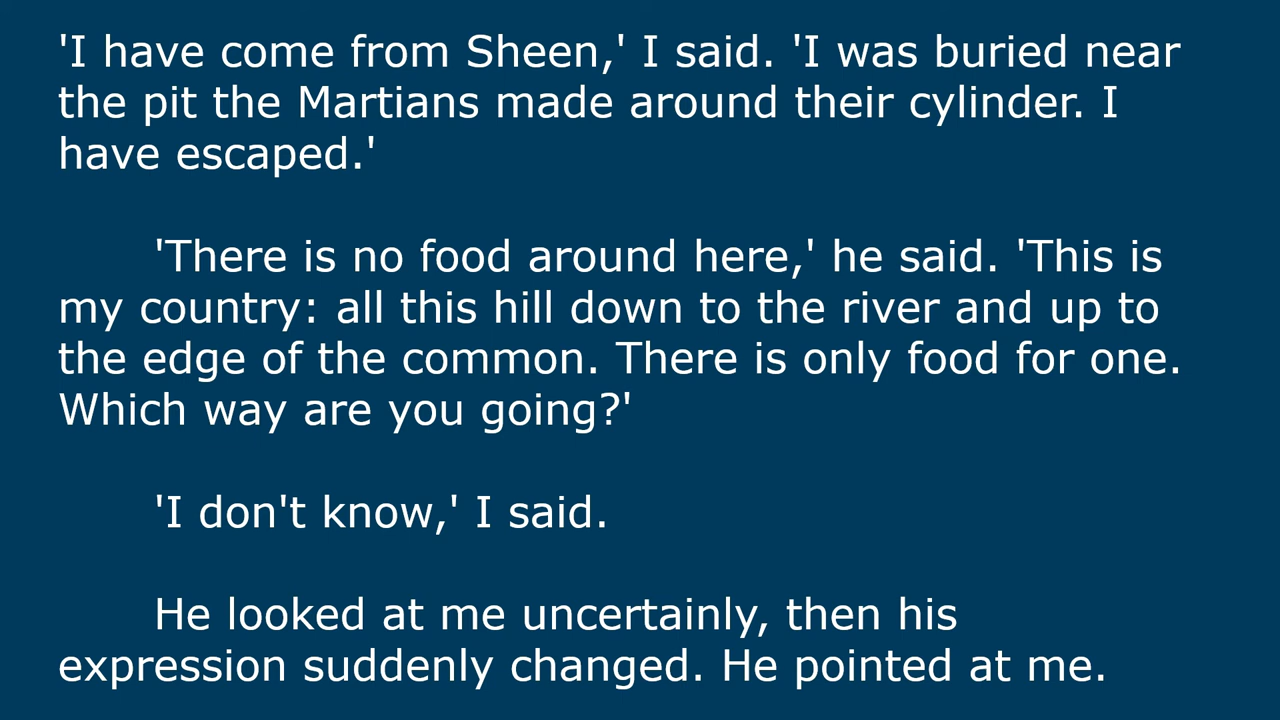 'I have come from Sheen,' I said. 'I was buried near
the pit the Martians made around their cylinder. I
have escaped.'
'There is no food around here,' he said. 'This is
my country: all this hill down to the river and up to
the edge of the common. There is only food for one.
Which way are you going?'
'I don't know,' I said.
He looked at me uncertainly, then his
expression suddenly changed. He pointed at me.